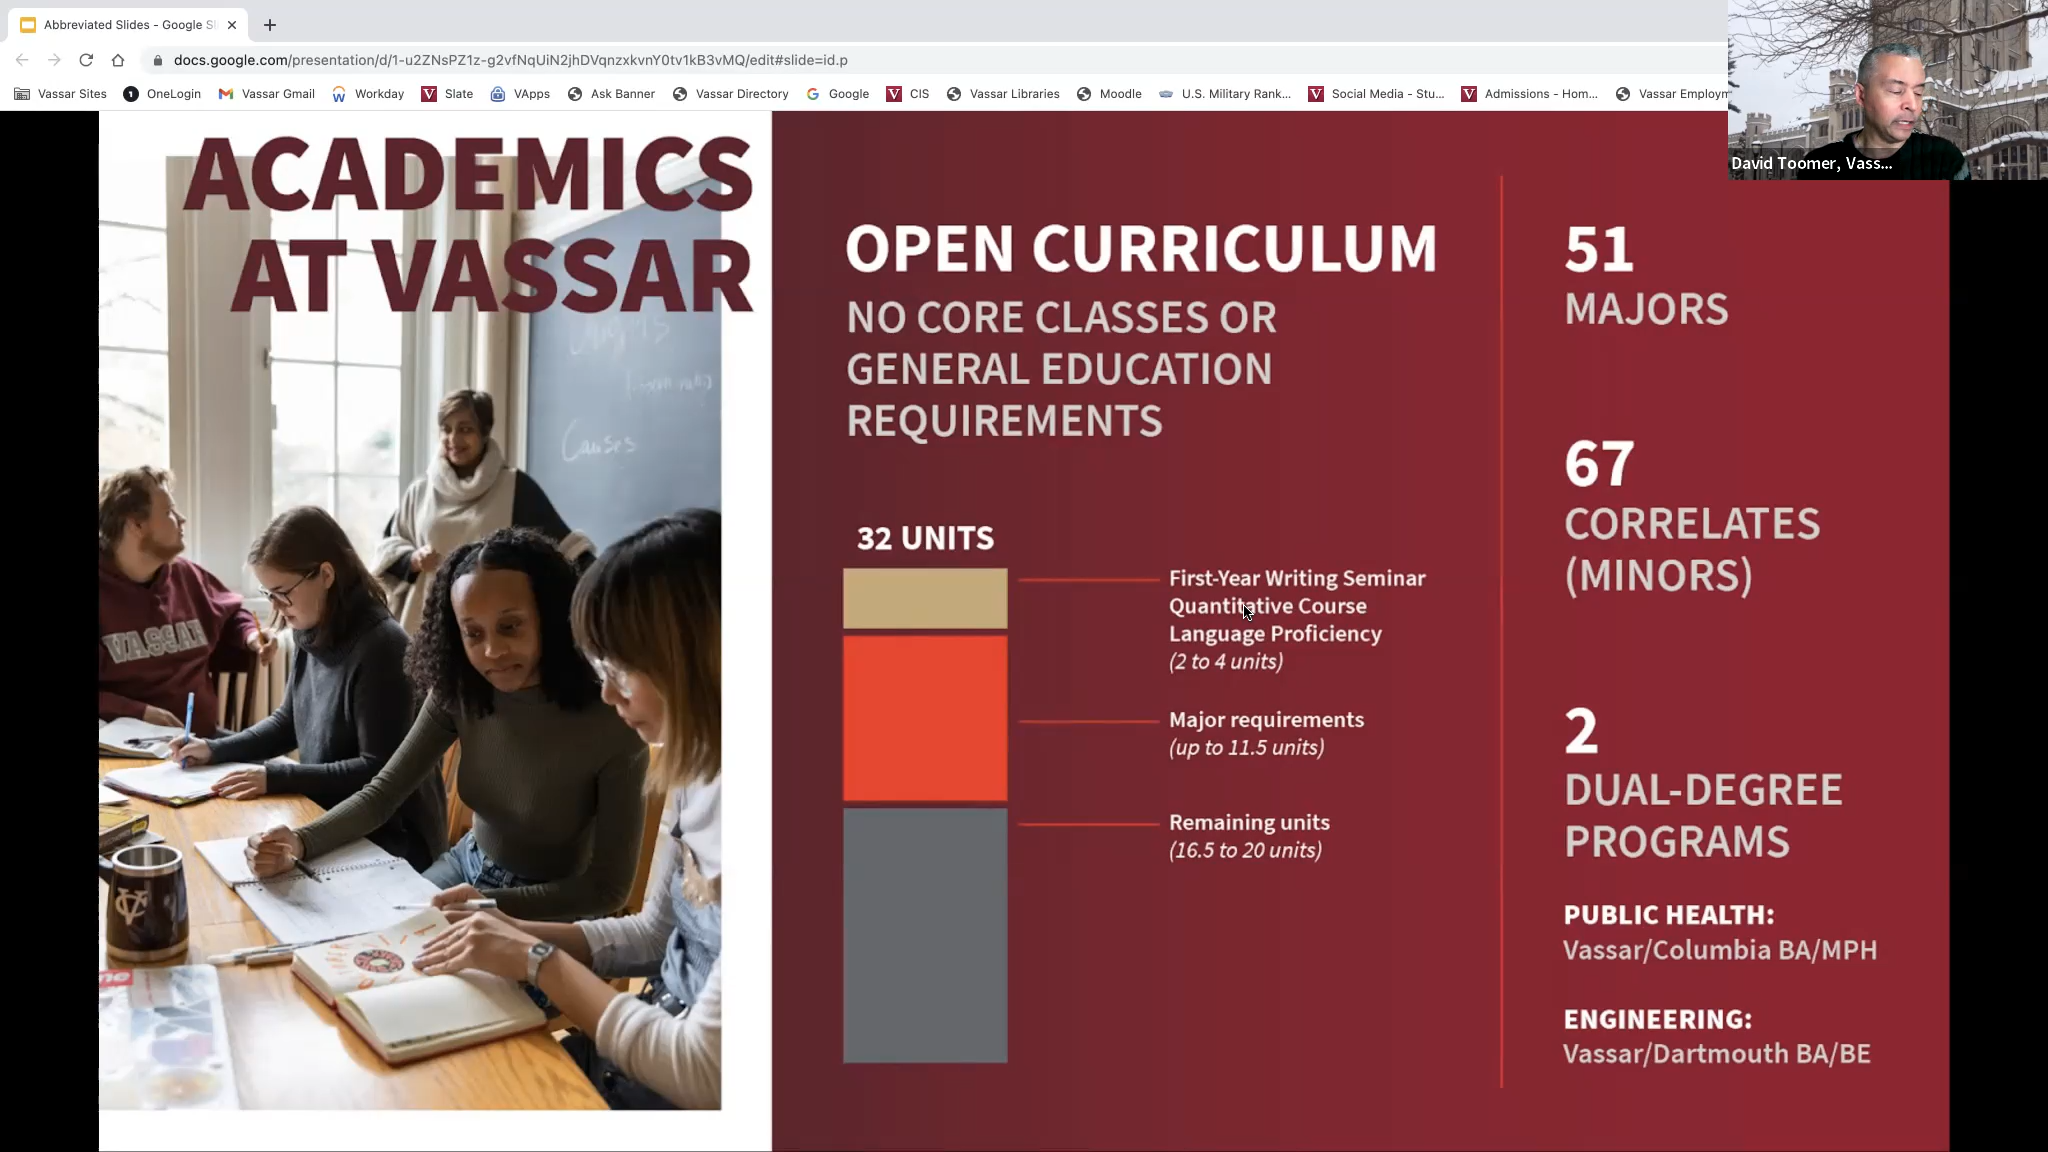 Abbreviated Slides - Google Sl
docs.google.com/presentation/d/1-u2ZNsPZ1z-g2vfNqUiN2jhDVqnzxkvnY0tv1kB3vMQ/edit#slide=id.p
Vassar Sites
OneLogin
Vassar Gmail
Workday
Slate
VApps
Ask Banner
Vassar Directory
Google
CIS
Vassar Libraries
Moodle
U.S. Military Rank...
Social Media - Stu...
Admissions - Hom...
Vassar Employm
David Toomer, Vass...
ACADEMICS
AT VASSAR
Causes
VASSAR
VC
OPEN CURRICULUM
NO CORE CLASSES OR
GENERAL EDUCATION
REQUIREMENTS
32 UNITS
First-Year Writing Seminar
Quantitative Course
Language Proficiency
(2 to 4 units)
Major requirements
(up to 11.5 units)
Remaining units
(16.5 to 20 units)
51
MAJORS
67
CORRELATES
(MINORS)
2
DUAL-DEGREE
PROGRAMS
PUBLIC HEALTH:
Vassar/Columbia BA/MPH
ENGINEERING:
Vassar/Dartmouth BA/BE